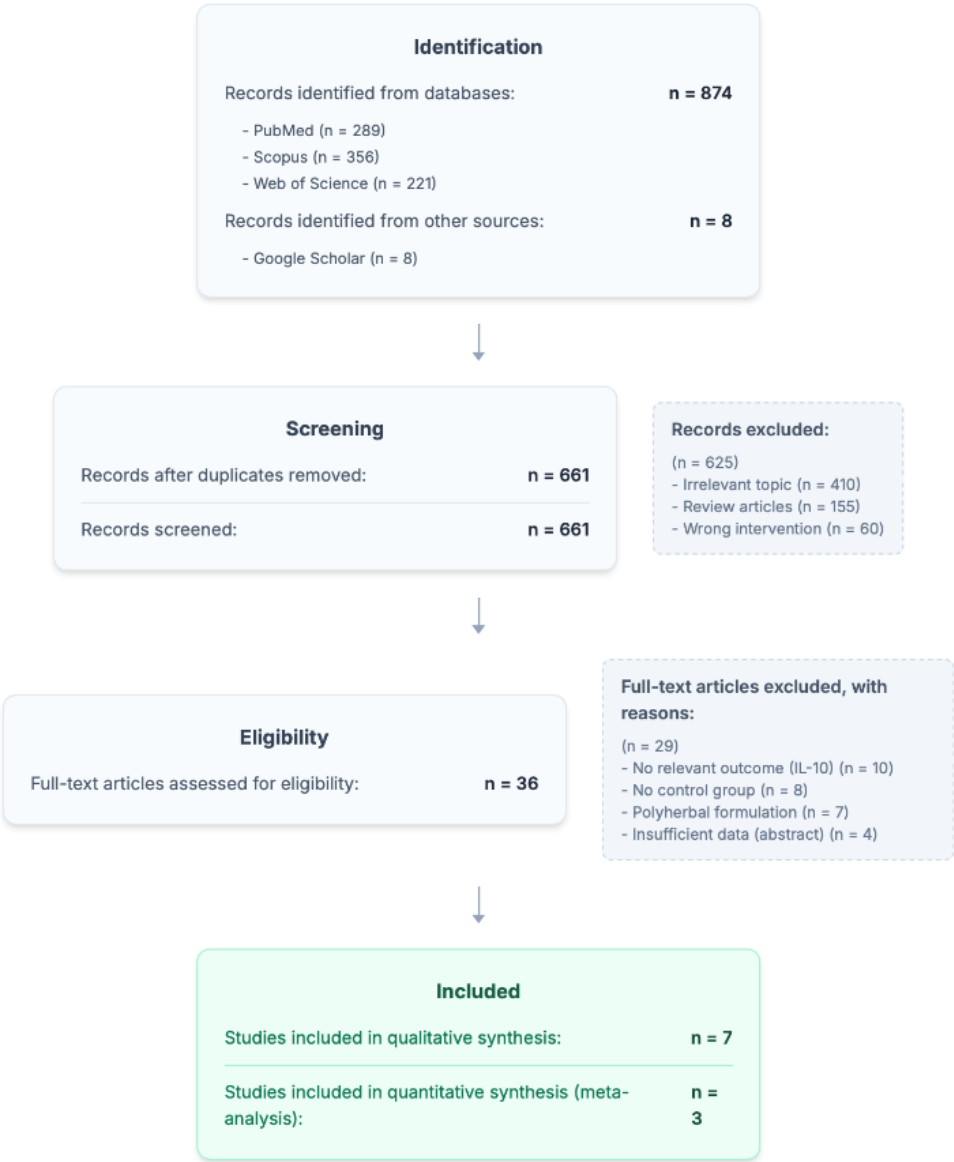 Identification
Records identified from databases: n = 874
- PubMed (n = 289)
- Scopus (n = 356)
- Web of Science (n = 221)
Records identified from other sources: n = 8
- Google Scholar (n = 8)
Screening
Records after duplicates removed: n = 661
Records screened: n = 661
Records excluded:
(n = 625)
- Irrelevant topic (n = 410)
- Review articles (n = 155)
- Wrong intervention (n = 60)
Eligibility
Full-text articles assessed for eligibility: n = 36
Full-text articles excluded, with
reasons:
(n = 29)
- No relevant outcome (IL-10) (n = 10)
- No control group (n = 8)
- Polyherbal formulation (n = 7)
- Insufficient data (abstract) (n = 4)
Included
Studies included in qualitative synthesis: n = 7
Studies included in quantitative synthesis (meta- n =
analysis): 3